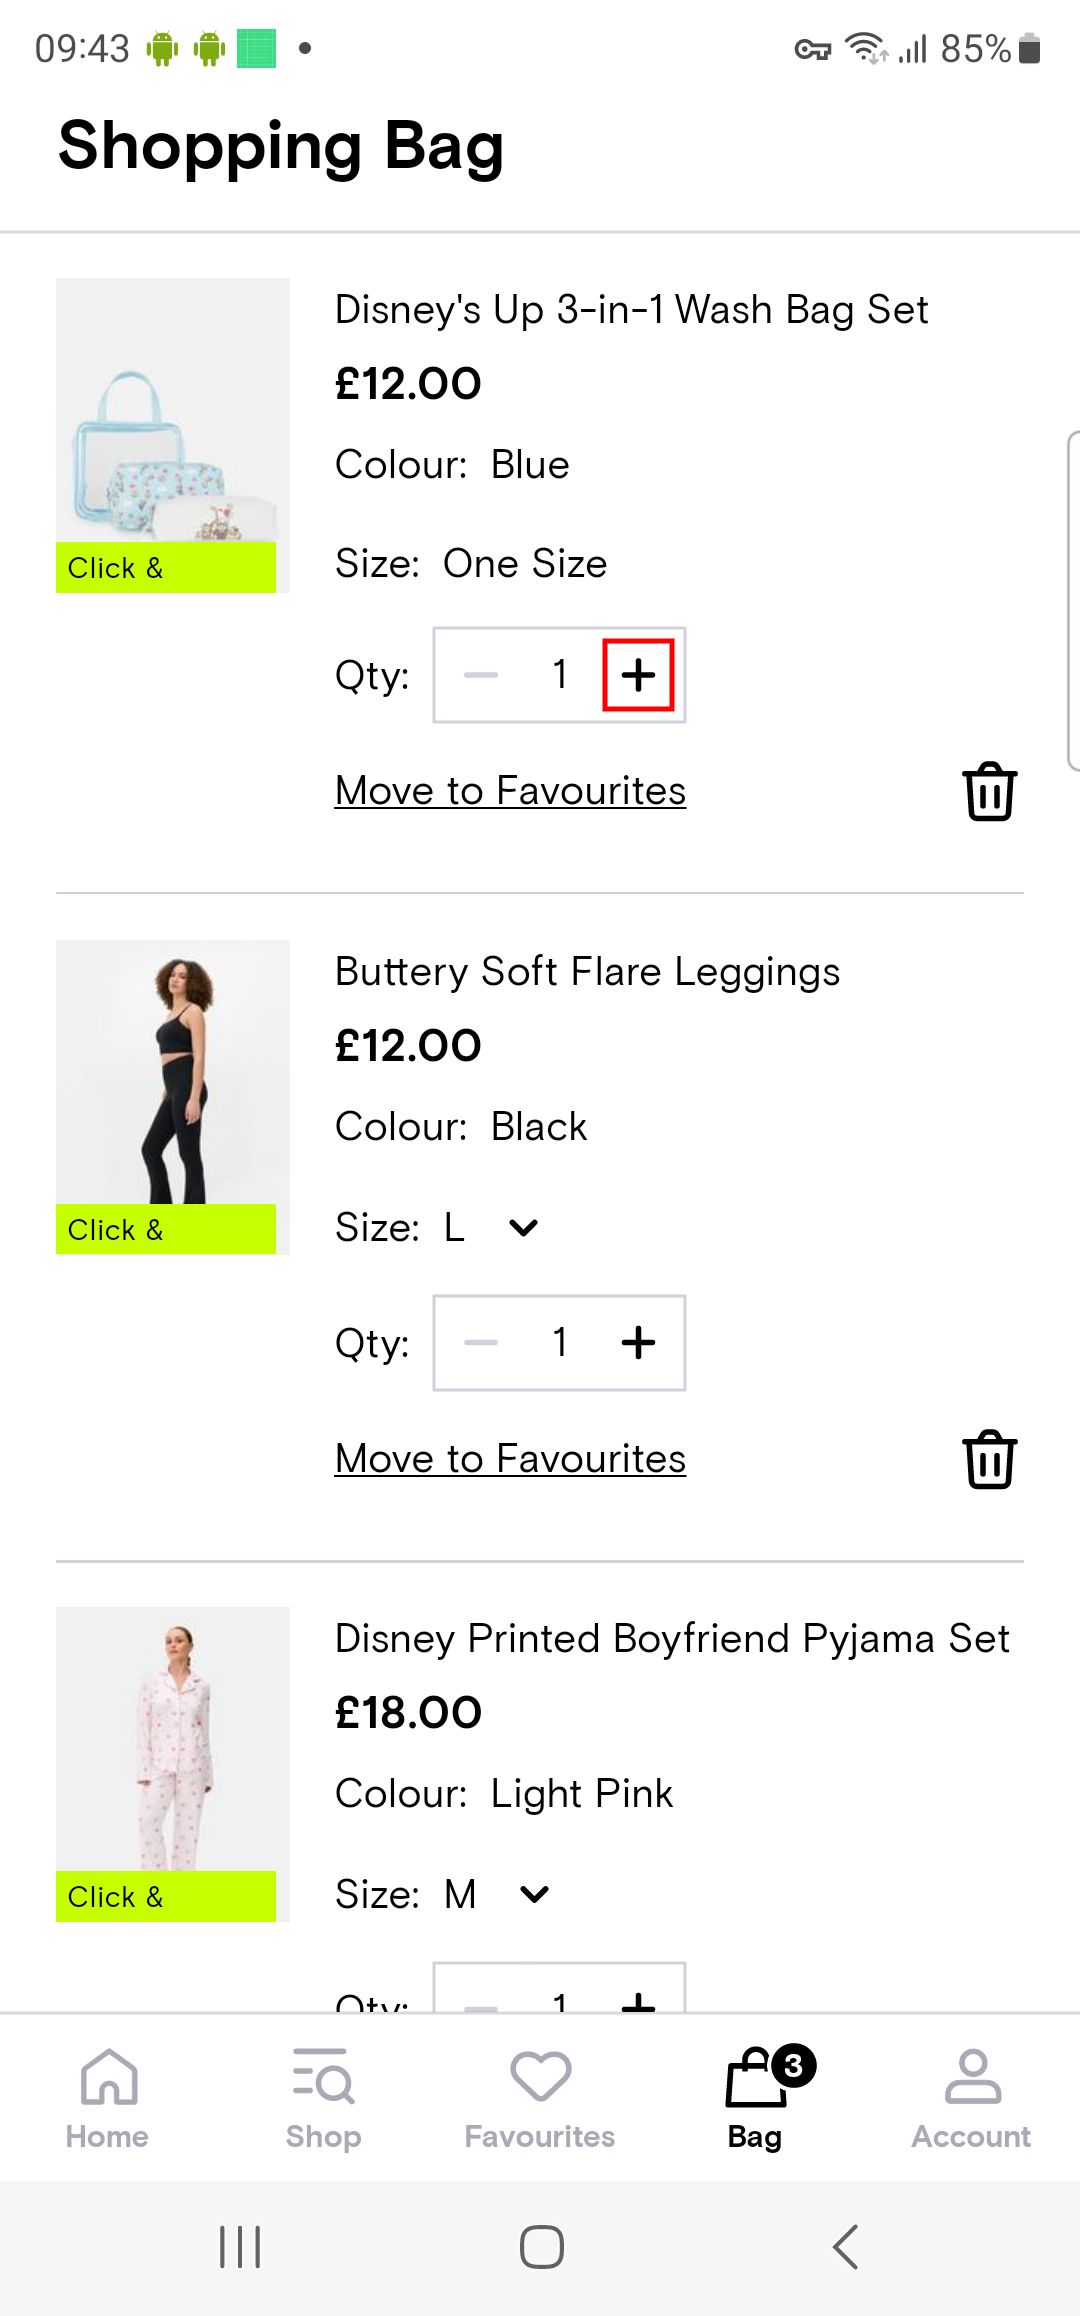 09:43
85%
Shopping Bag
Disney's Up 3-in-1 Wash Bag Set
£12.00
Colour: Blue
Size: One Size
Click &
Qty: 1
Move to Favourites
Buttery Soft Flare Leggings
£12.00
Colour: Black
Size: L
Click &
Qty: 1
Move to Favourites
Disney Printed Boyfriend Pyjama Set
£18.00
Colour: Light Pink
Size: M
Click &
Qty: 1
3
Home Shop Favourites Bag Account